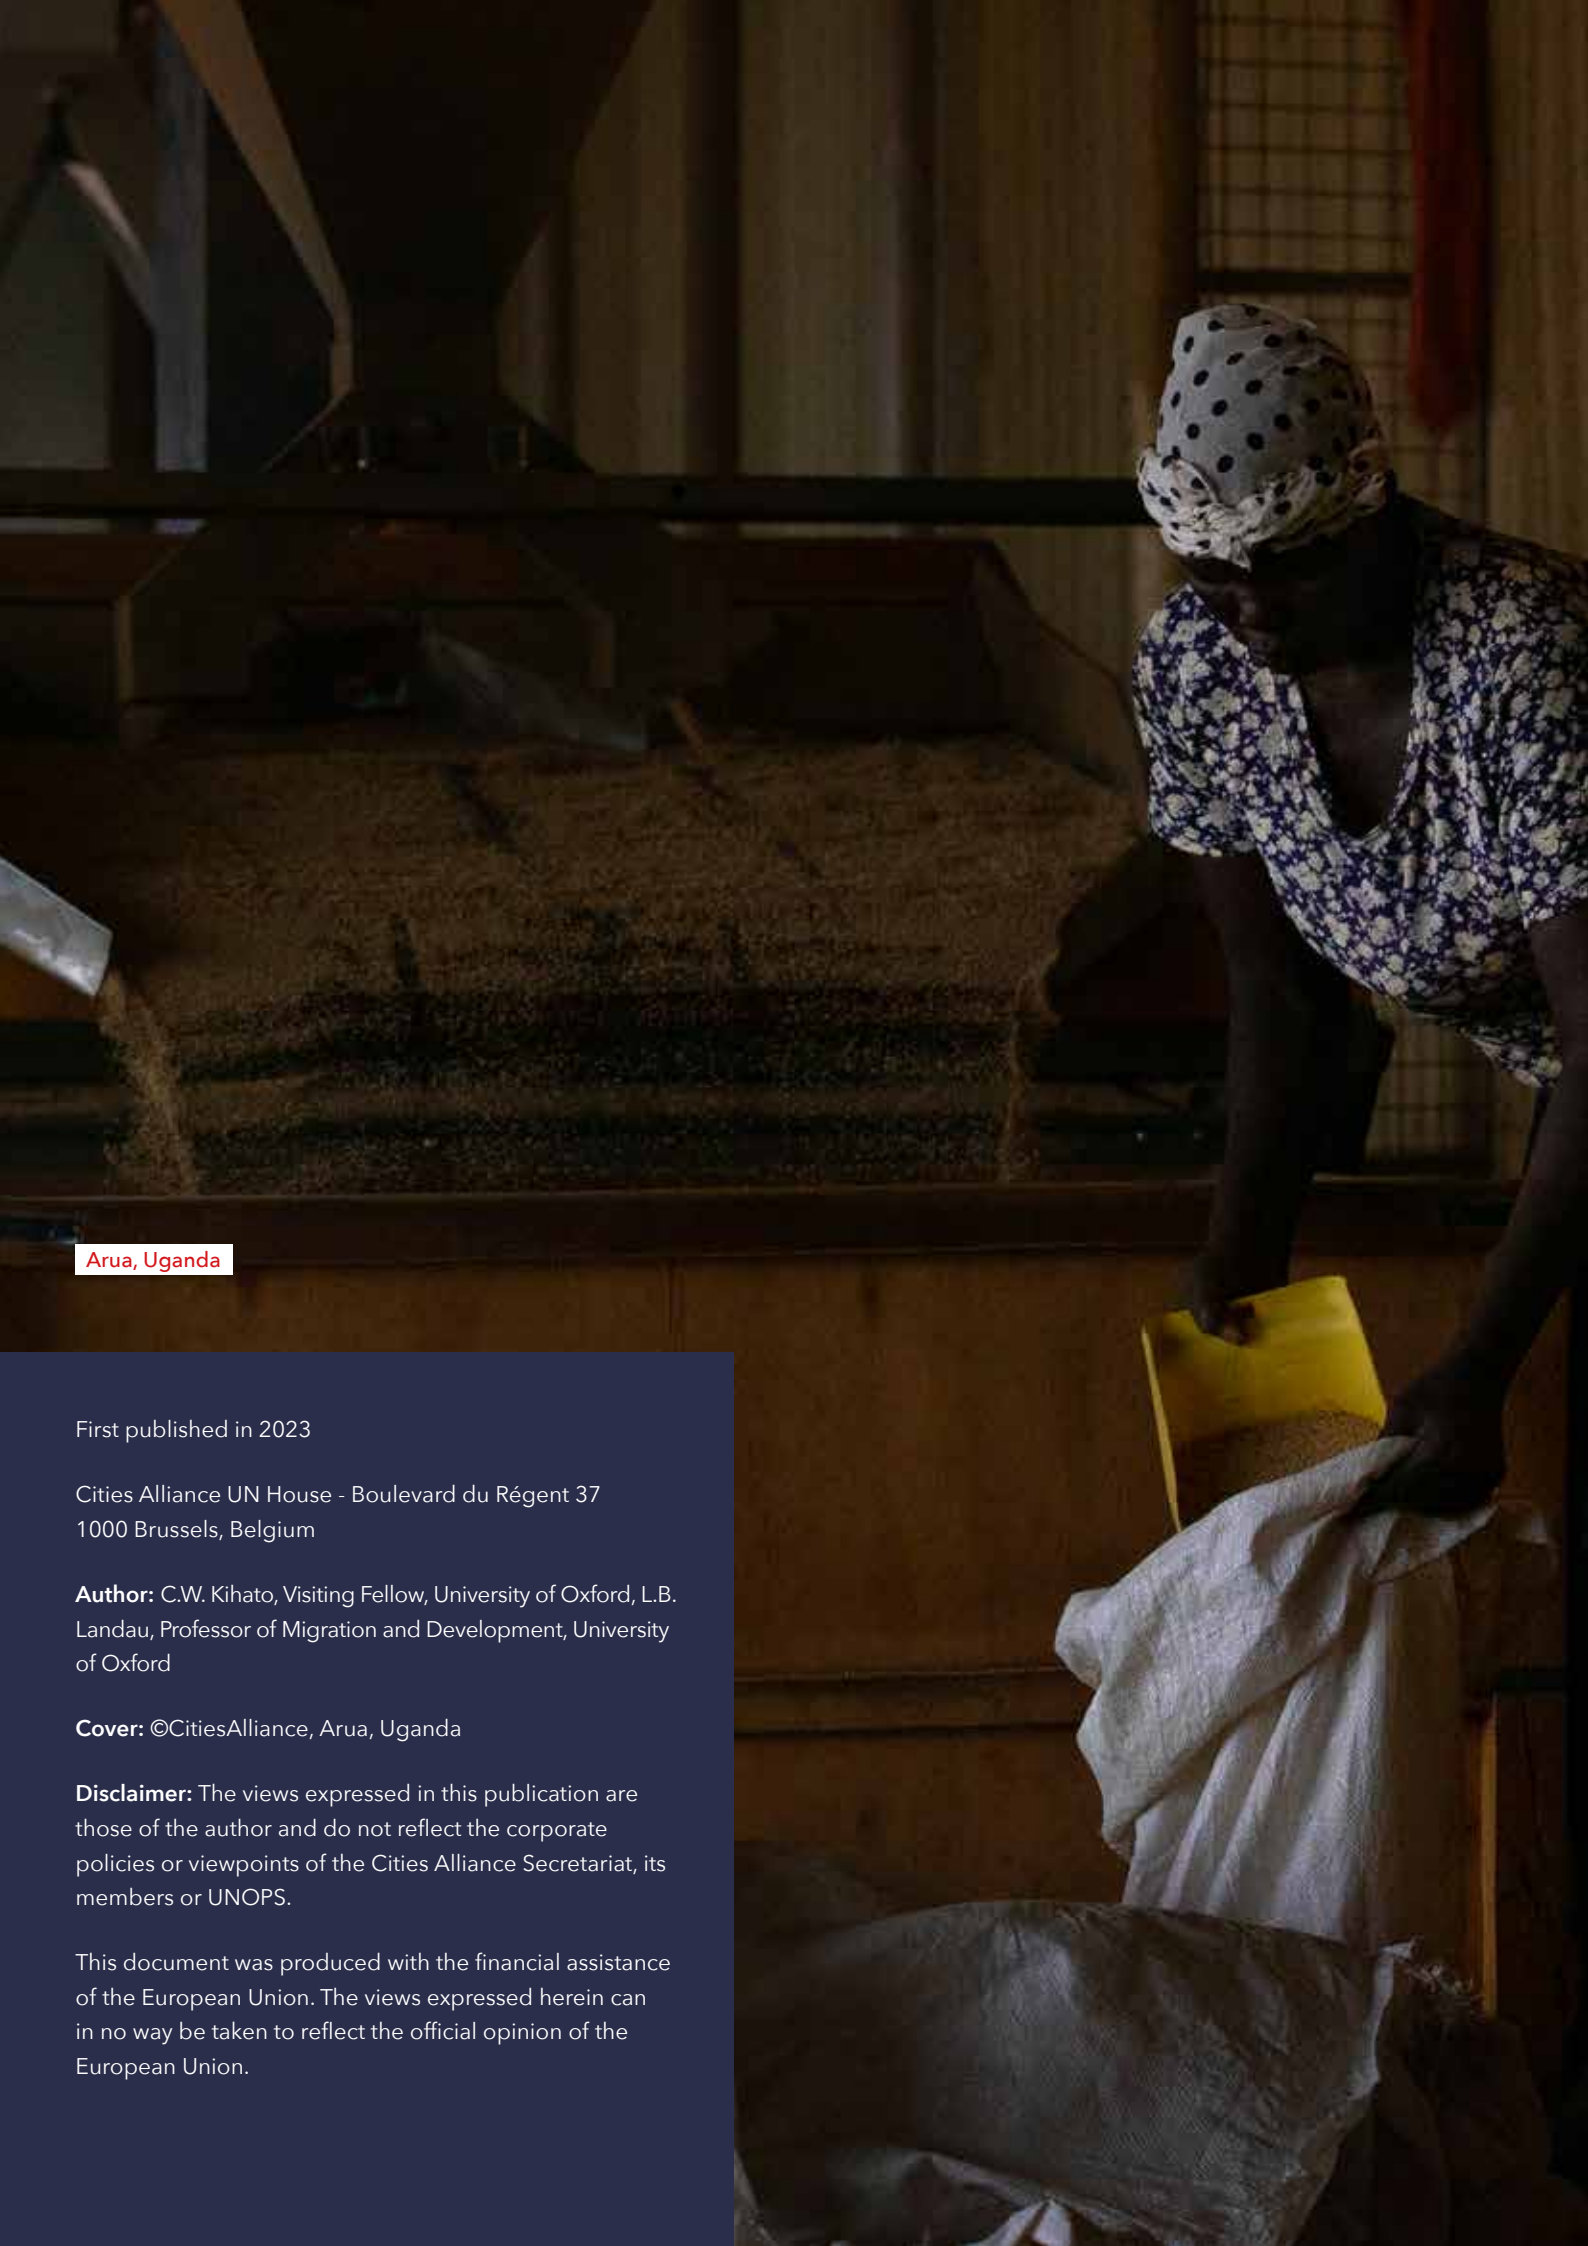 Arua, Uganda
First published in 2023
Cities Alliance UN House - Boulevard du Régent 37
1000 Brussels, Belgium
Author: C.W. Kihato, Visiting Fellow, University of Oxford, L.B.
Landau, Professor of Migration and Development, University
of Oxford
Cover: ©CitiesAlliance, Arua, Uganda
Disclaimer: The views expressed in this publication are
those of the author and do not reflect the corporate
policies or viewpoints of the Cities Alliance Secretariat, its
members or UNOPS.
This document was produced with the financial assistance
of the European Union. The views expressed herein can
in no way be taken to reflect the official opinion of the
European Union.